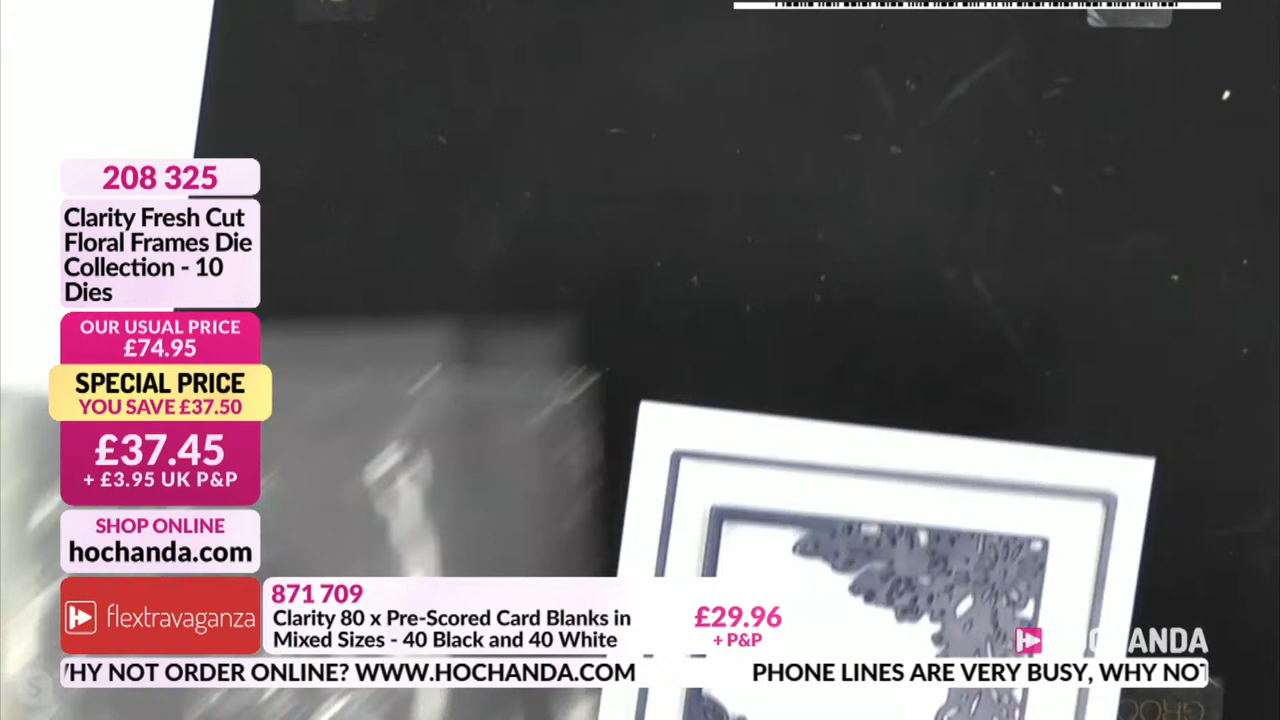 208 325
Clarity Fresh Cut
Floral Frames Die
Collection - 10
Dies
OUR USUAL PRICE
£74.95
SPECIAL PRICE
YOU SAVE £37.50
£37.45
+ £3.95 UK P&P
SHOP ONLINE
hochanda.com
flextravaganza
871 709
Clarity 80 x Pre-Scored Card Blanks in
Mixed Sizes - 40 Black and 40 White
£29.96
+ P&P
HOCHANDA
WHY NOT ORDER ONLINE? WWW.HOCHANDA.COM
PHONE LINES ARE VERY BUSY, WHY NOT